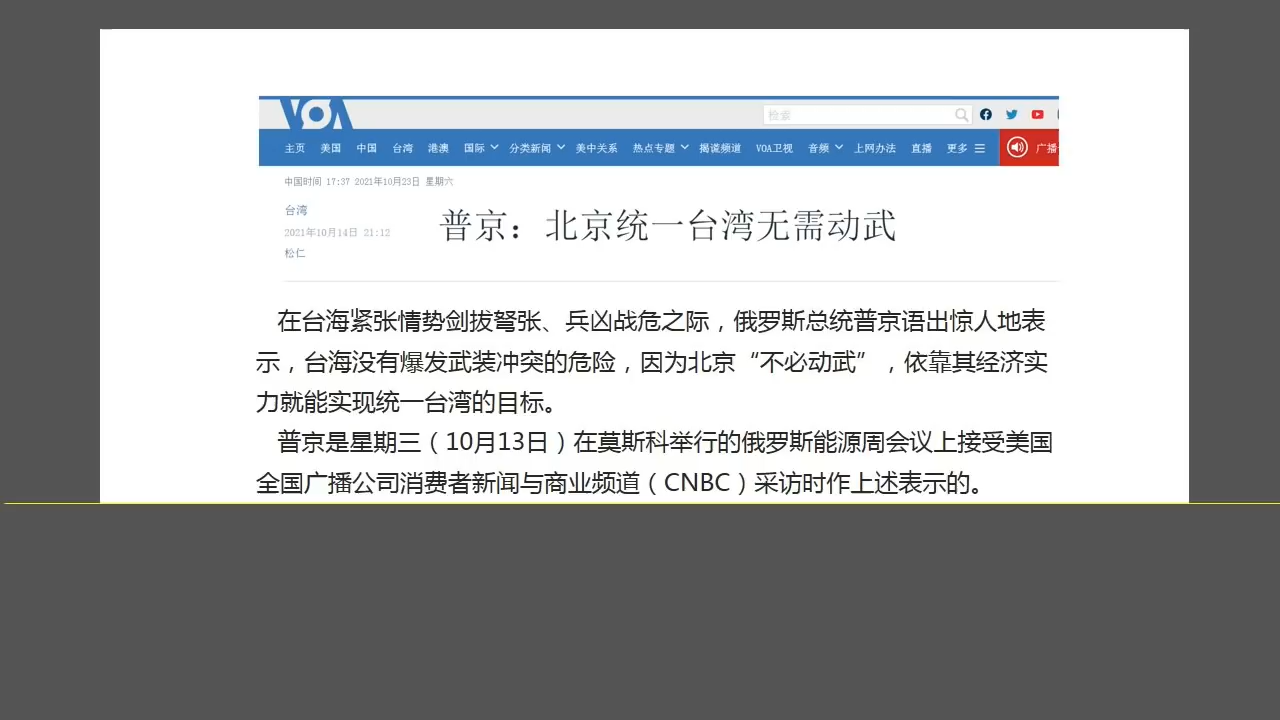 VOA
检索
主页 美国 中国 台湾 港澳 国际 分类新闻 美中关系 热点专题 揭谎频道 VOA卫视 音频 上网办法 直播 更多 广播
中国时间 17:37 2021年10月23日 星期六
台湾
普京：北京统一台湾无需动武
2021年10月14日 21:12
松仁
在台海紧张情势剑拔弩张、兵凶战危之际，俄罗斯总统普京语出惊人地表
示，台海没有爆发武装冲突的危险，因为北京“不必动武”，依靠其经济实
力就能实现统一台湾的目标。
普京是星期三（10月13日）在莫斯科举行的俄罗斯能源周会议上接受美国
全国广播公司消费者新闻与商业频道（CNBC）采访时作上述表示的。